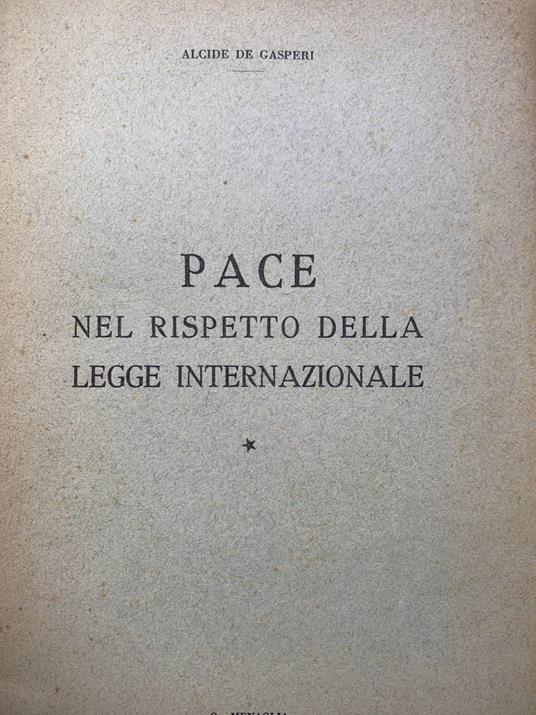 ALCIDE DE GASPERI
PACE
NEL RISPETTO DELLA
LEGGE INTERNAZIONALE